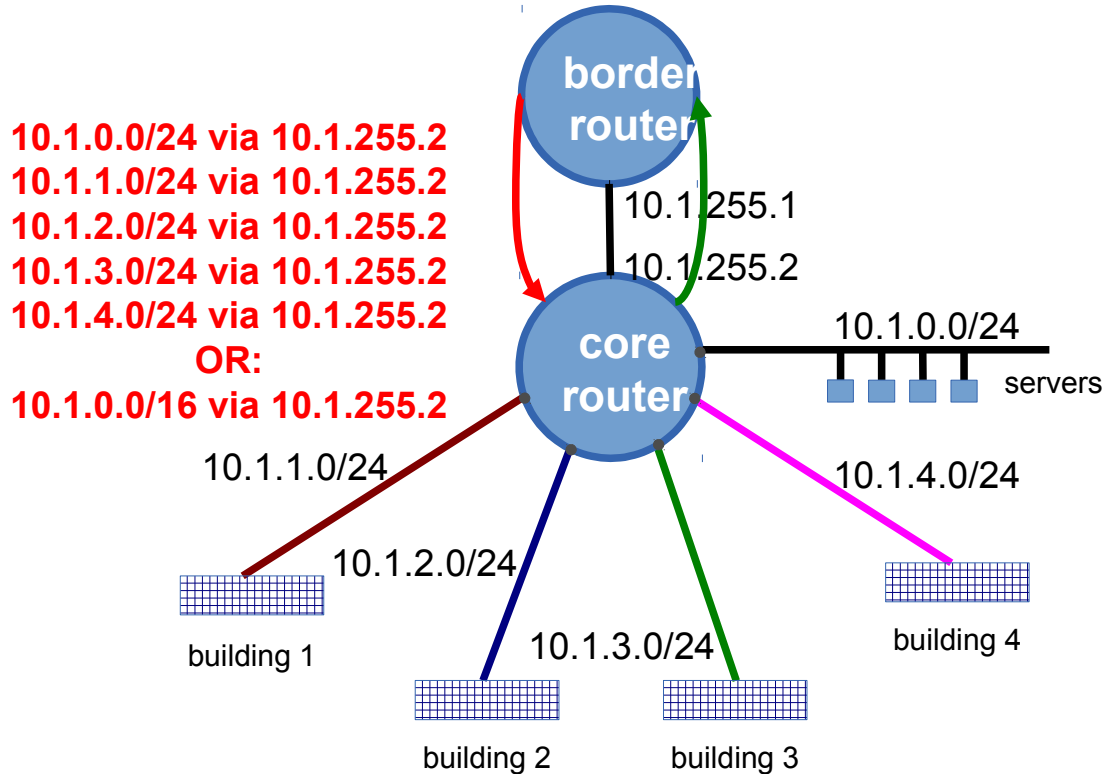 border
router
10.1.0.0/24 via 10.1.255.2
10.1.1.0/24 via 10.1.255.2
10.1.2.0/24 via 10.1.255.2
10.1.3.0/24 via 10.1.255.2
10.1.4.0/24 via 10.1.255.2
OR:
10.1.0.0/16 via 10.1.255.2
10.1.255.1
10.1.255.2
core
router
10.1.0.0/24
servers
10.1.1.0/24
10.1.4.0/24
10.1.2.0/24
10.1.3.0/24
building 1
building 4
building 2
building 3